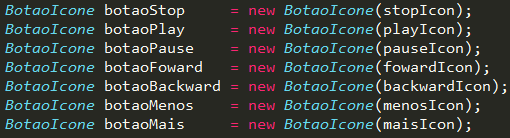 BotaoIcone botaoStop     = new BotaoIcone(stopIcon);
BotaoIcone botaoPlay     = new BotaoIcone(playIcon);
BotaoIcone botaoPause    = new BotaoIcone(pauseIcon);
BotaoIcone botaoFoward   = new BotaoIcone(fowardIcon);
BotaoIcone botaoBackward = new BotaoIcone(backwardIcon);
BotaoIcone botaoMenos    = new BotaoIcone(menosIcon);
BotaoIcone botaoMais     = new BotaoIcone(maisIcon);